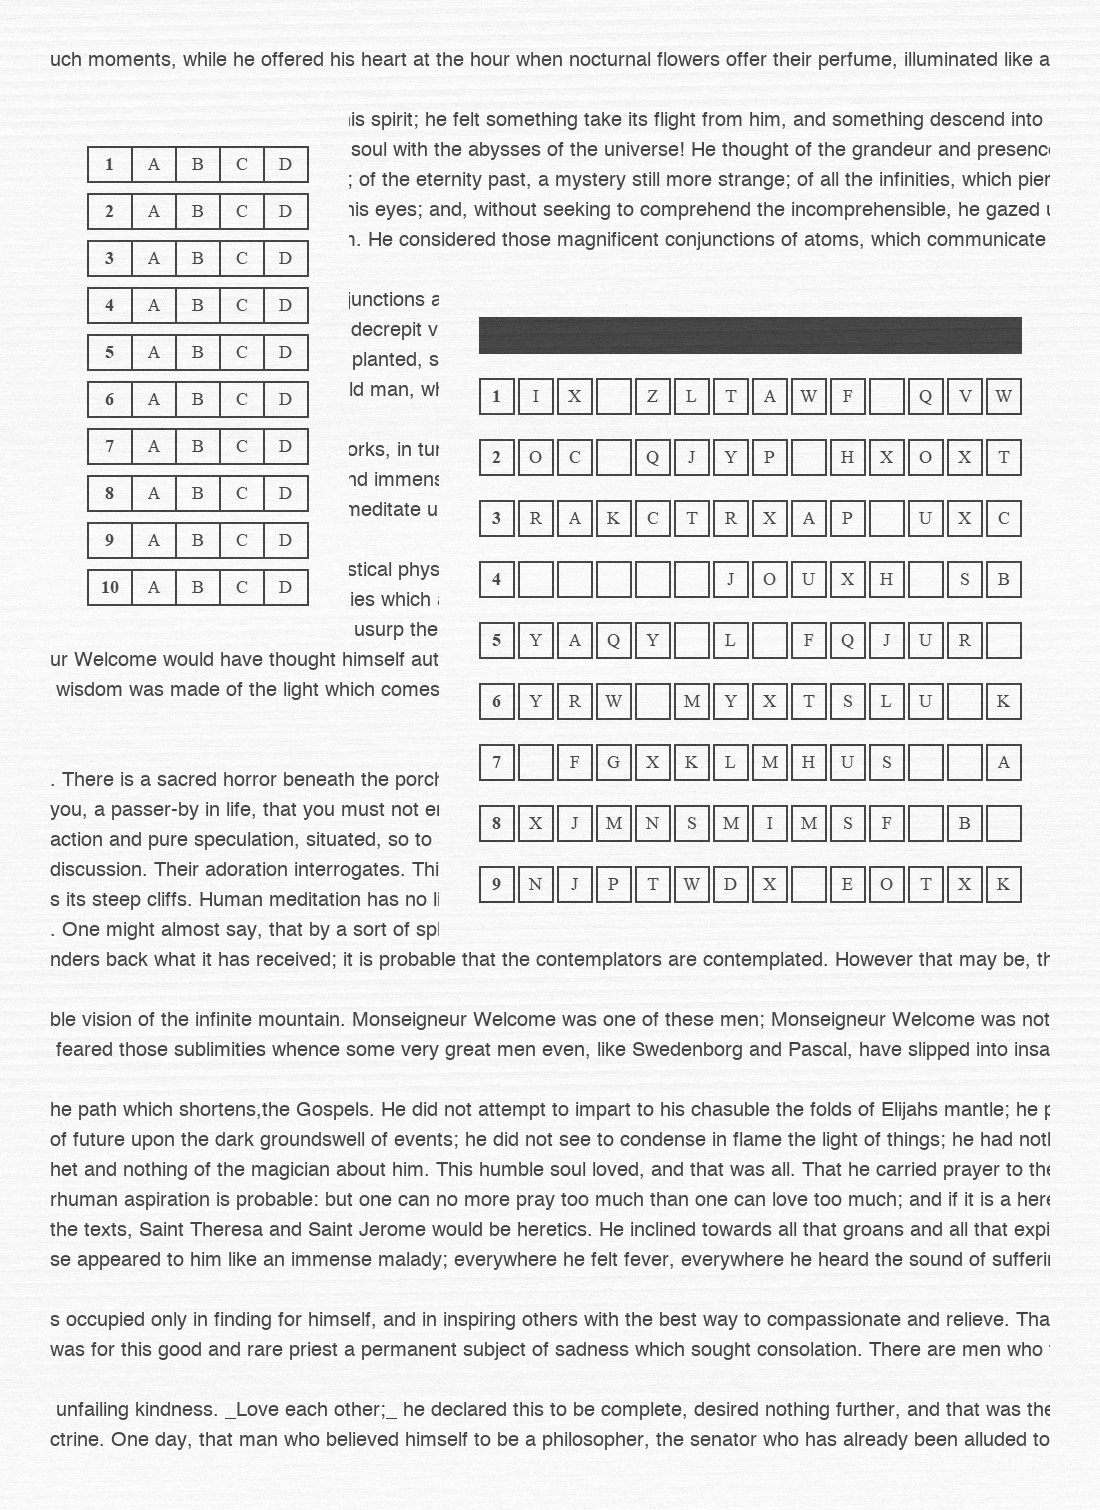 uch moments, while he offered his heart at the hour when nocturnal flowers offer their perfume, illuminated like a
his spirit; he felt something take its flight from him, and something descend into
soul with the abysses of the universe! He thought of the grandeur and presence
; of the eternity past, a mystery still more strange; of all the infinities, which pier
his eyes; and, without seeking to comprehend the incomprehensible, he gazed u
. He considered those magnificent conjunctions of atoms, which communicate
1 A B C D
2 A B C D
3 A B C D
4 A B C D
5 A B C D
6 A B C D
7 A B C D
8 A B C D
9 A B C D
10 A B C D
junctions a
decrepit v
planted, s
ld man, wh
orks, in tur
nd immens
meditate u
stical phys
ies which
usurp the
ur Welcome would have thought himself aut
wisdom was made of the light which comes
. There is a sacred horror beneath the porch
you, a passer-by in life, that you must not en
action and pure speculation, situated, so to
discussion. Their adoration interrogates. Thi
s its steep cliffs. Human meditation has no li
. One might almost say, that by a sort of spl
1 I X Z L T A W F Q V W
2 O C Q J Y P H X O X T
3 R A K C T R X A P U X C
4 J O U X H S B
5 Y A Q Y L F Q J U R
6 Y R W M Y X T S L U K
7 F G X K L M H U S A
8 X J M N S M I M S F B
9 N J P T W D X E O T X K
nders back what it has received; it is probable that the contemplators are contemplated. However that may be, th
ble vision of the infinite mountain. Monseigneur Welcome was one of these men; Monseigneur Welcome was not
feared those sublimities whence some very great men even, like Swedenborg and Pascal, have slipped into insa
he path which shortens,the Gospels. He did not attempt to impart to his chasuble the folds of Elijahs mantle; he p
of future upon the dark groundswell of events; he did not see to condense in flame the light of things; he had noth
het and nothing of the magician about him. This humble soul loved, and that was all. That he carried prayer to the
rhuman aspiration is probable: but one can no more pray too much than one can love too much; and if it is a here
the texts, Saint Theresa and Saint Jerome would be heretics. He inclined towards all that groans and all that expi
se appeared to him like an immense malady; everywhere he felt fever, everywhere he heard the sound of sufferin
s occupied only in finding for himself, and in inspiring others with the best way to compassionate and relieve. Tha
was for this good and rare priest a permanent subject of sadness which sought consolation. There are men who
unfailing kindness. _Love each other;_ he declared this to be complete, desired nothing further, and that was the
ctrine. One day, that man who believed himself to be a philosopher, the senator who has already been alluded to